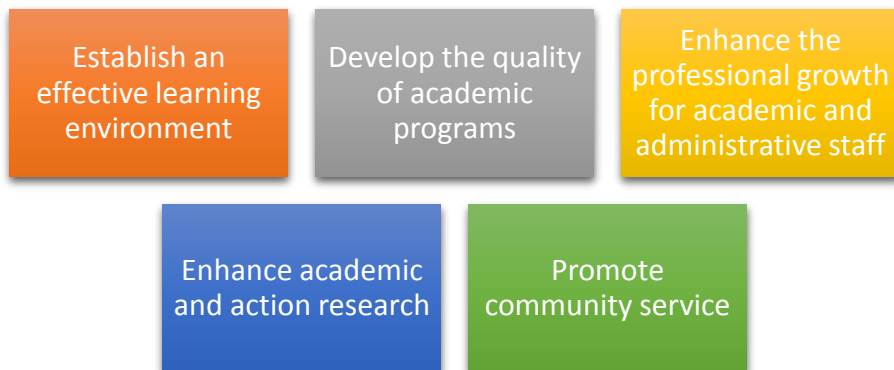 Establish an
effective learning
environment
Develop the quality
of academic
programs
Enhance the
professional growth
for academic and
administrative staff
Enhance academic
and action research
Promote
community service